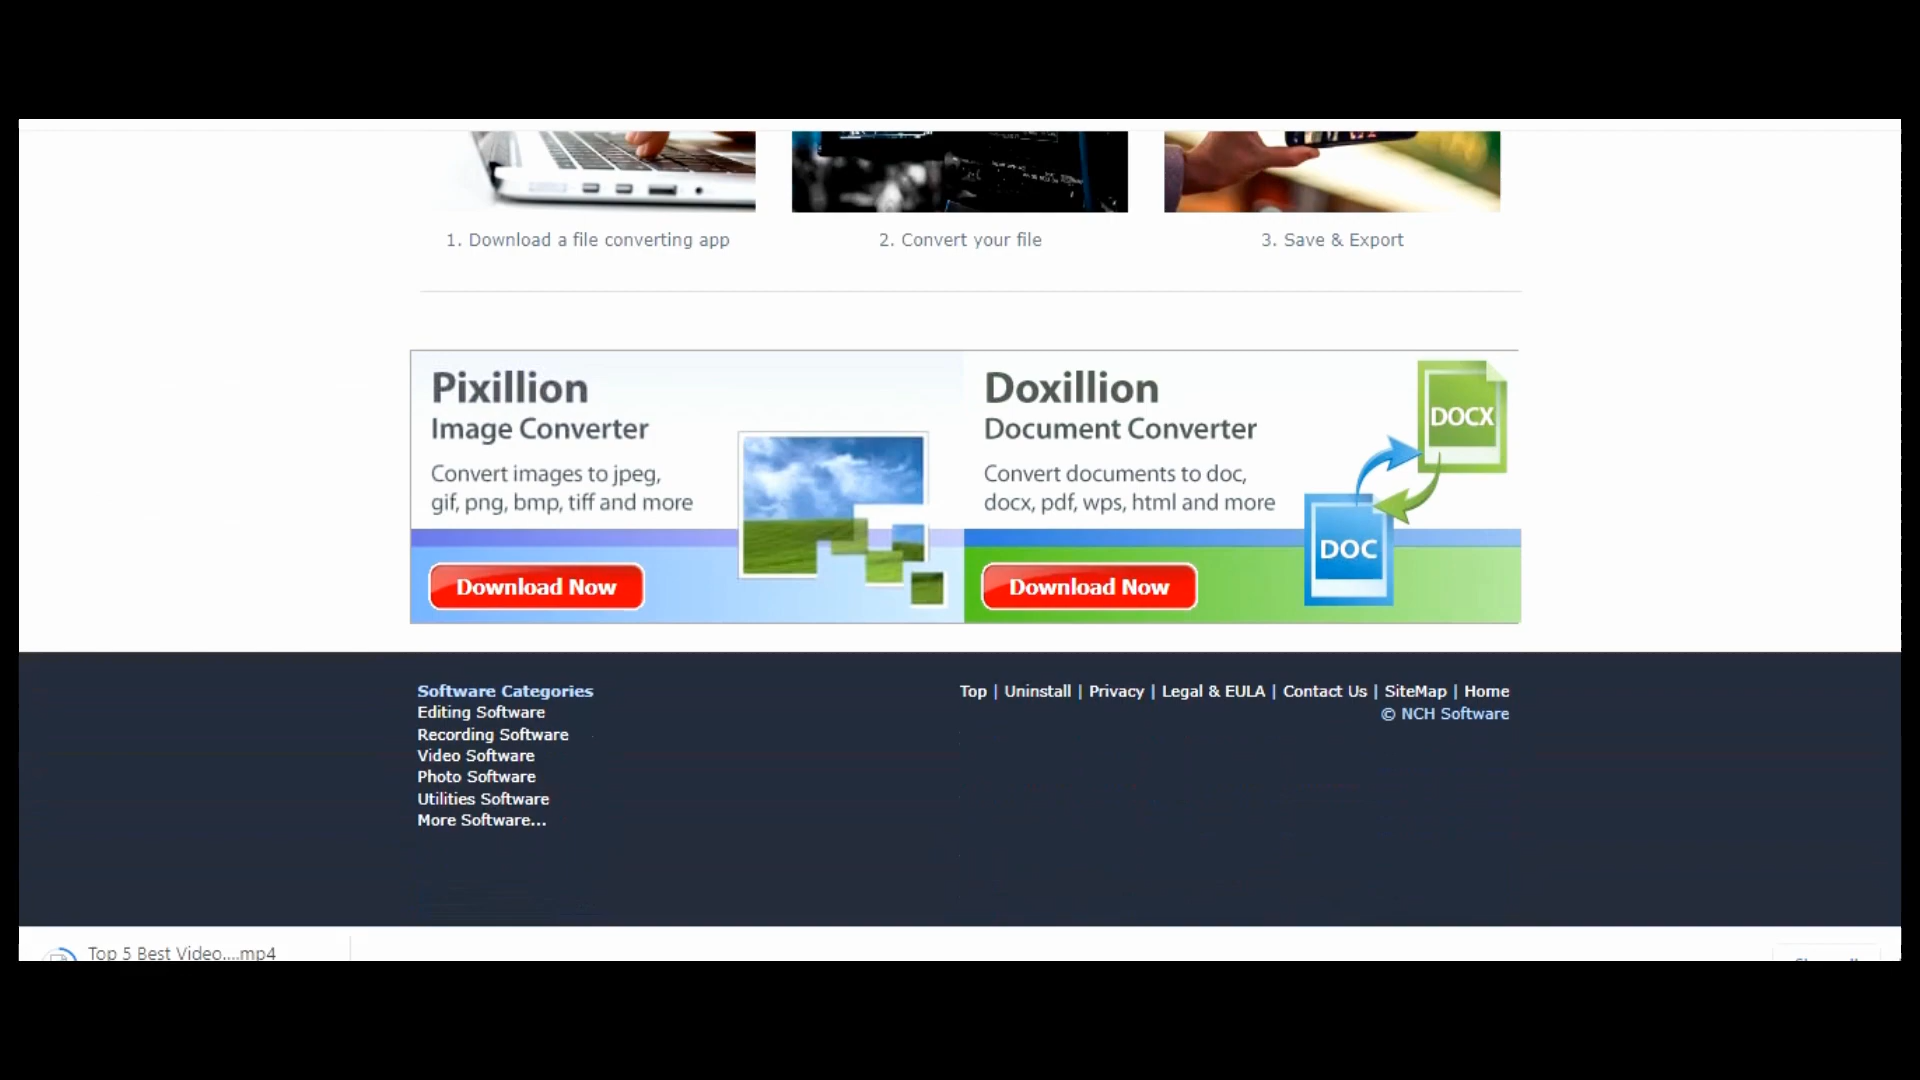 1. Download a file converting app
2. Convert your file
3. Save & Export
Pixillion
Image Converter
Convert images to jpeg,
gif, png, bmp, tiff and more
Download Now
Doxillion
Document Converter
Convert documents to doc,
docx, pdf, wps, html and more
Download Now
DOCX
DOC
Software Categories
Editing Software
Recording Software
Video Software
Photo Software
Utilities Software
More Software...
Top | Uninstall | Privacy | Legal & EULA | Contact Us | SiteMap | Home
© NCH Software
Top 5 Best Video....mp4